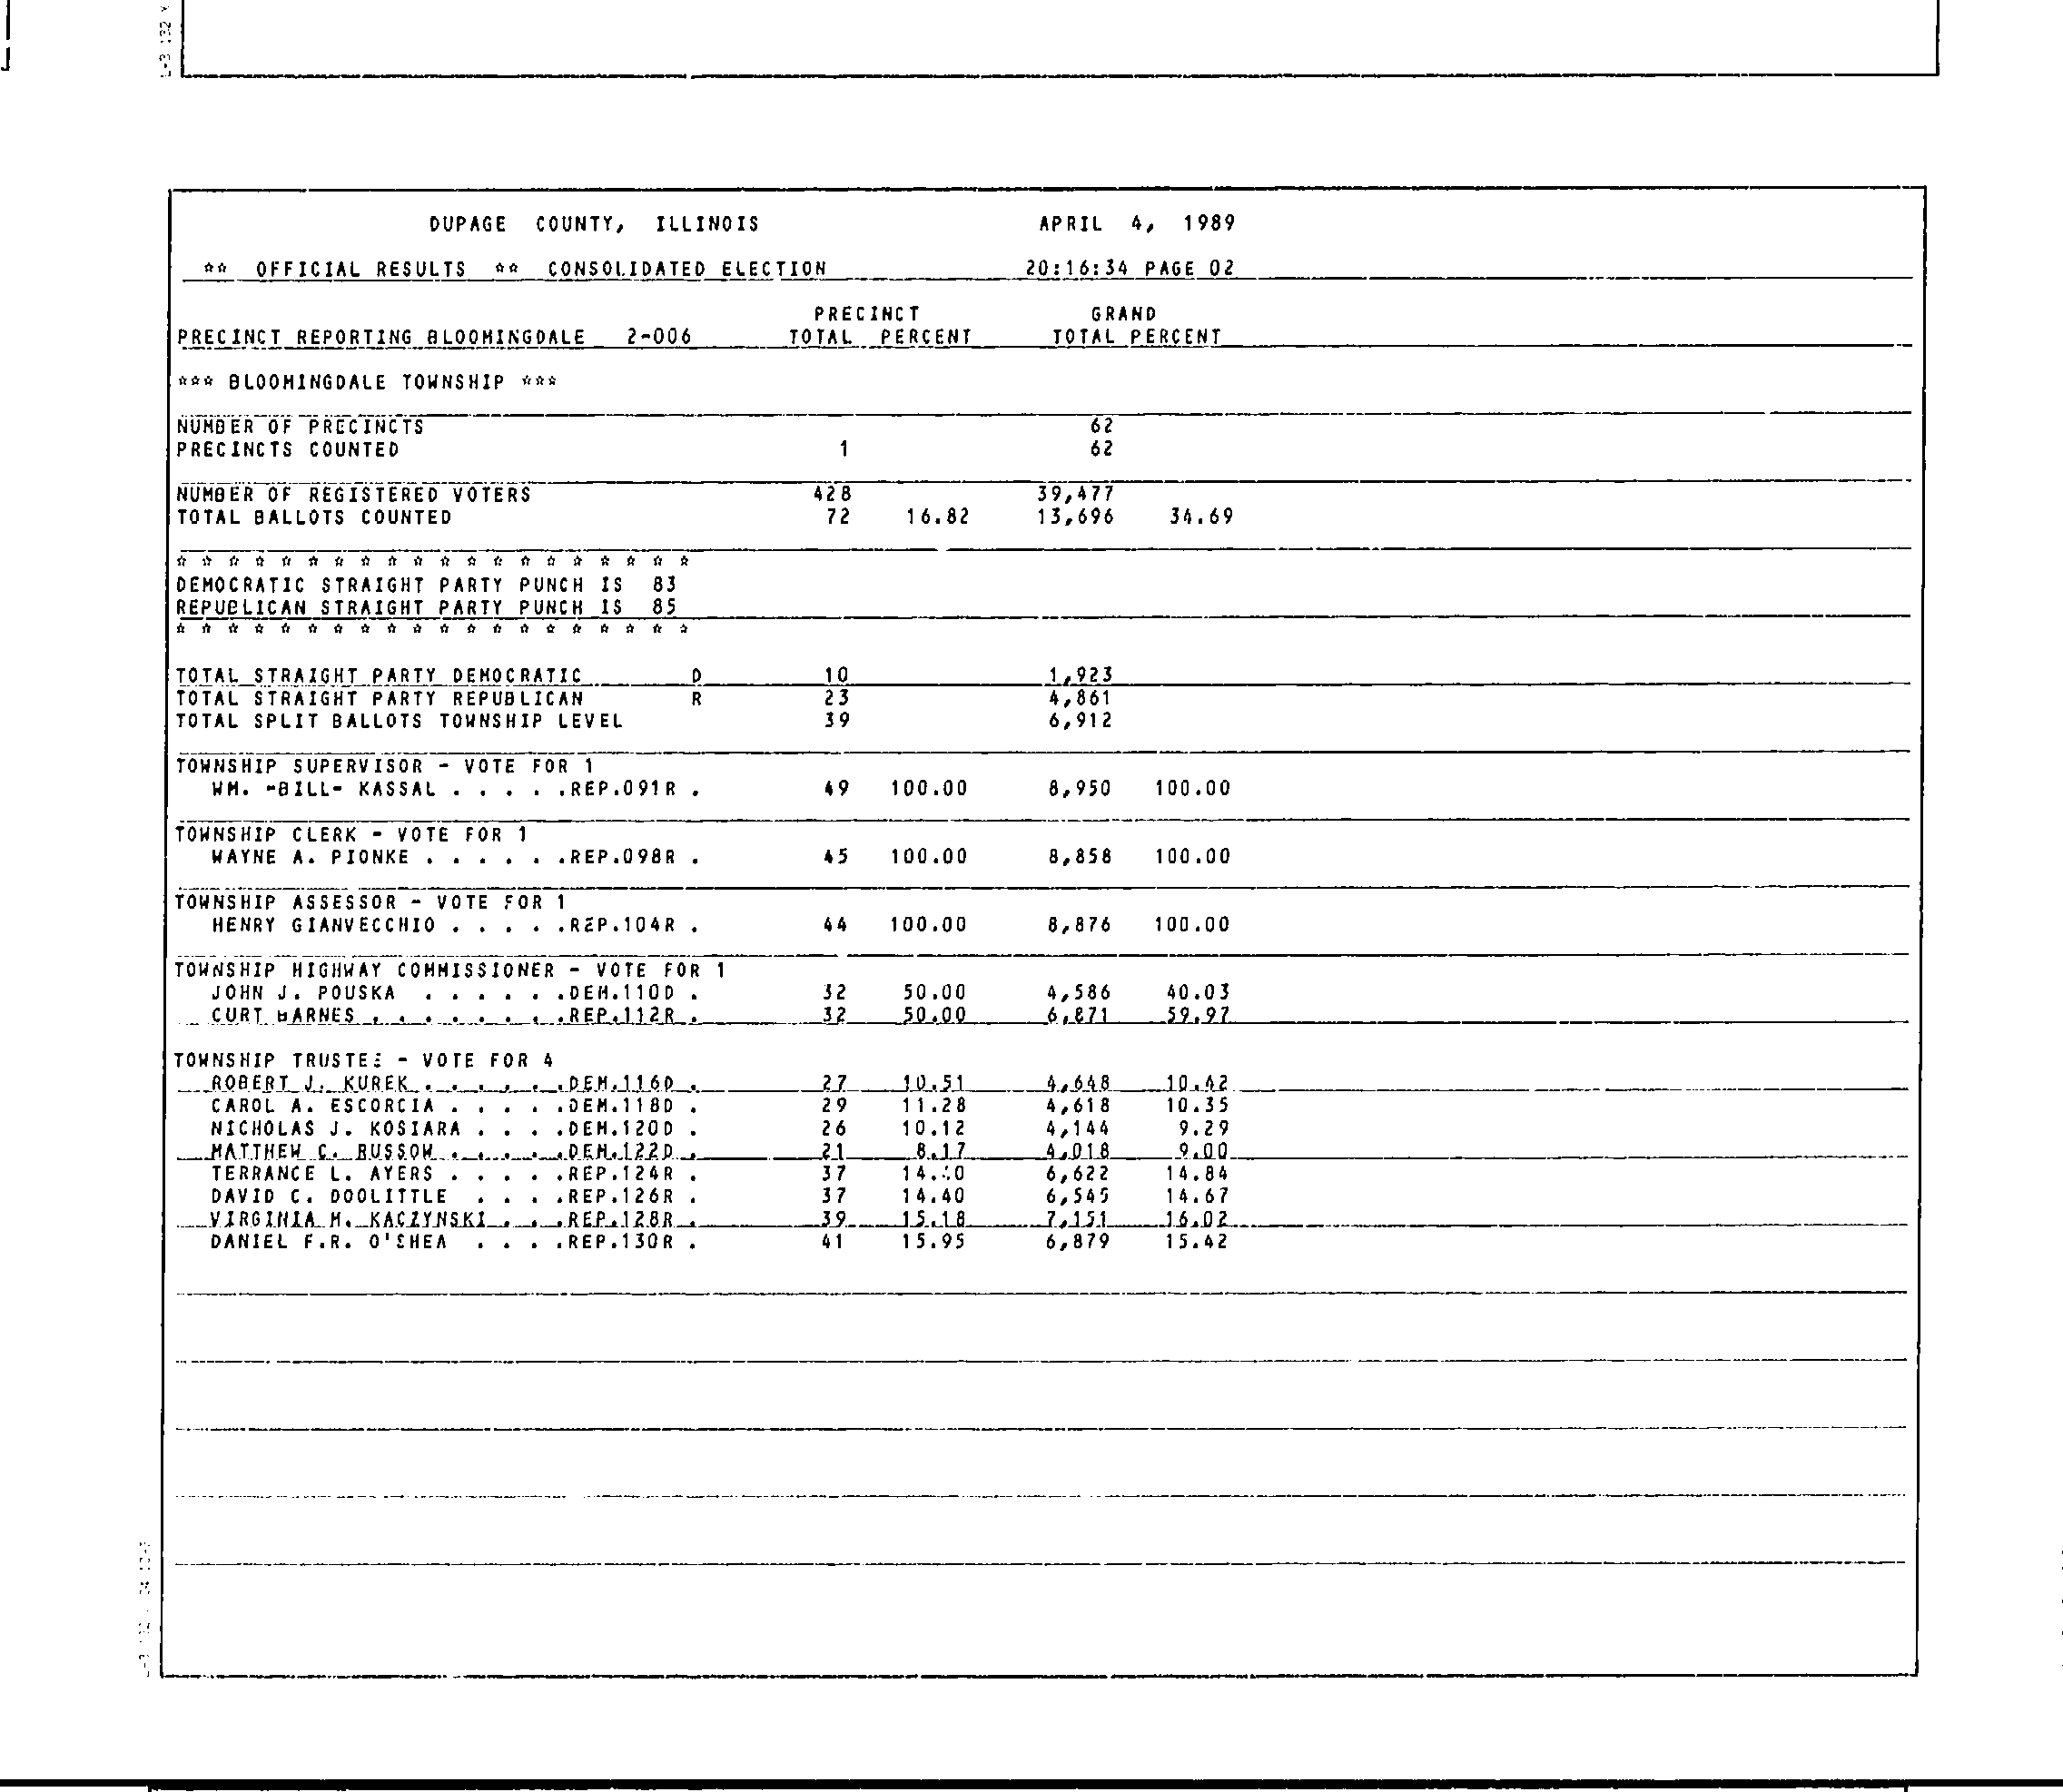 DUPAGE COUNTY, ILLINOIS APRIL 4, 1989
** OFFICIAL RESULTS ** CONSOLIDATED ELECTION 20:16:34 PAGE 02
PRECINCT GRAND
PRECINCT REPORTING BLOOMINGDALE 2-006 TOTAL PERCENT TOTAL PERCENT
*** BLOOMINGDALE TOWNSHIP ***
NUMBER OF PRECINCTS 62
PRECINCTS COUNTED 1 62
NUMBER OF REGISTERED VOTERS 428 39,477
TOTAL BALLOTS COUNTED 72 16.82 13,696 34.69
* * * * * * * * * * * * * * * * * * * *
DEMOCRATIC STRAIGHT PARTY PUNCH IS 83
REPUBLICAN STRAIGHT PARTY PUNCH IS 85
* * * * * * * * * * * * * * * * * * * *
TOTAL STRAIGHT PARTY DEMOCRATIC D 10 1,923
TOTAL STRAIGHT PARTY REPUBLICAN R 23 4,861
TOTAL SPLIT BALLOTS TOWNSHIP LEVEL 39 6,912
TOWNSHIP SUPERVISOR - VOTE FOR 1
WM. -BILL- KASSAL . . . . .REP.091R . 49 100.00 8,950 100.00
TOWNSHIP CLERK - VOTE FOR 1
WAYNE A. PIONKE . . . . . .REP.098R . 45 100.00 8,858 100.00
TOWNSHIP ASSESSOR - VOTE FOR 1
HENRY GIANVECCHIO . . . . .REP.104R . 44 100.00 8,876 100.00
TOWNSHIP HIGHWAY COMMISSIONER - VOTE FOR 1
JOHN J. POUSKA . . . . . .DEM.110D . 32 50.00 4,586 40.03
CURT BARNES . . . . . . . .REP.112R . 32 50.00 6,871 59.97
TOWNSHIP TRUSTEE - VOTE FOR 4
ROBERT J. KUREK . . . . . .DEM.116D . 27 10.51 4,648 10.42
CAROL A. ESCORCIA . . . . .DEM.118D . 29 11.28 4,618 10.35
NICHOLAS J. KOSIARA . . . .DEM.120D . 26 10.12 4,144 9.29
MATTHEW C. RUSSOW . . . . .DEM.122D . 21 8.17 4,018 9.00
TERRANCE L. AYERS . . . . .REP.124R . 37 14.40 6,622 14.84
DAVID C. DOOLITTLE . . . .REP.126R . 37 14.40 6,545 14.67
VIRGINIA M. KACZYNSKI . . .REP.128R . 39 15.18 7,151 16.02
DANIEL F.R. O'SHEA . . . .REP.130R . 41 15.95 6,879 15.42